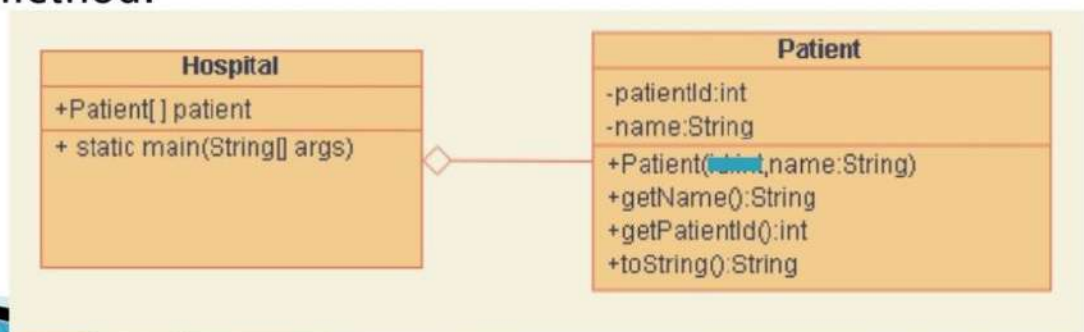 Hospital
+Patient[ ] patient
+ static main(String[] args)
Patient
-patientId:int
-name:String
+Patient(,name:String)
+getName():String
+getPatientId():int
+toString():String